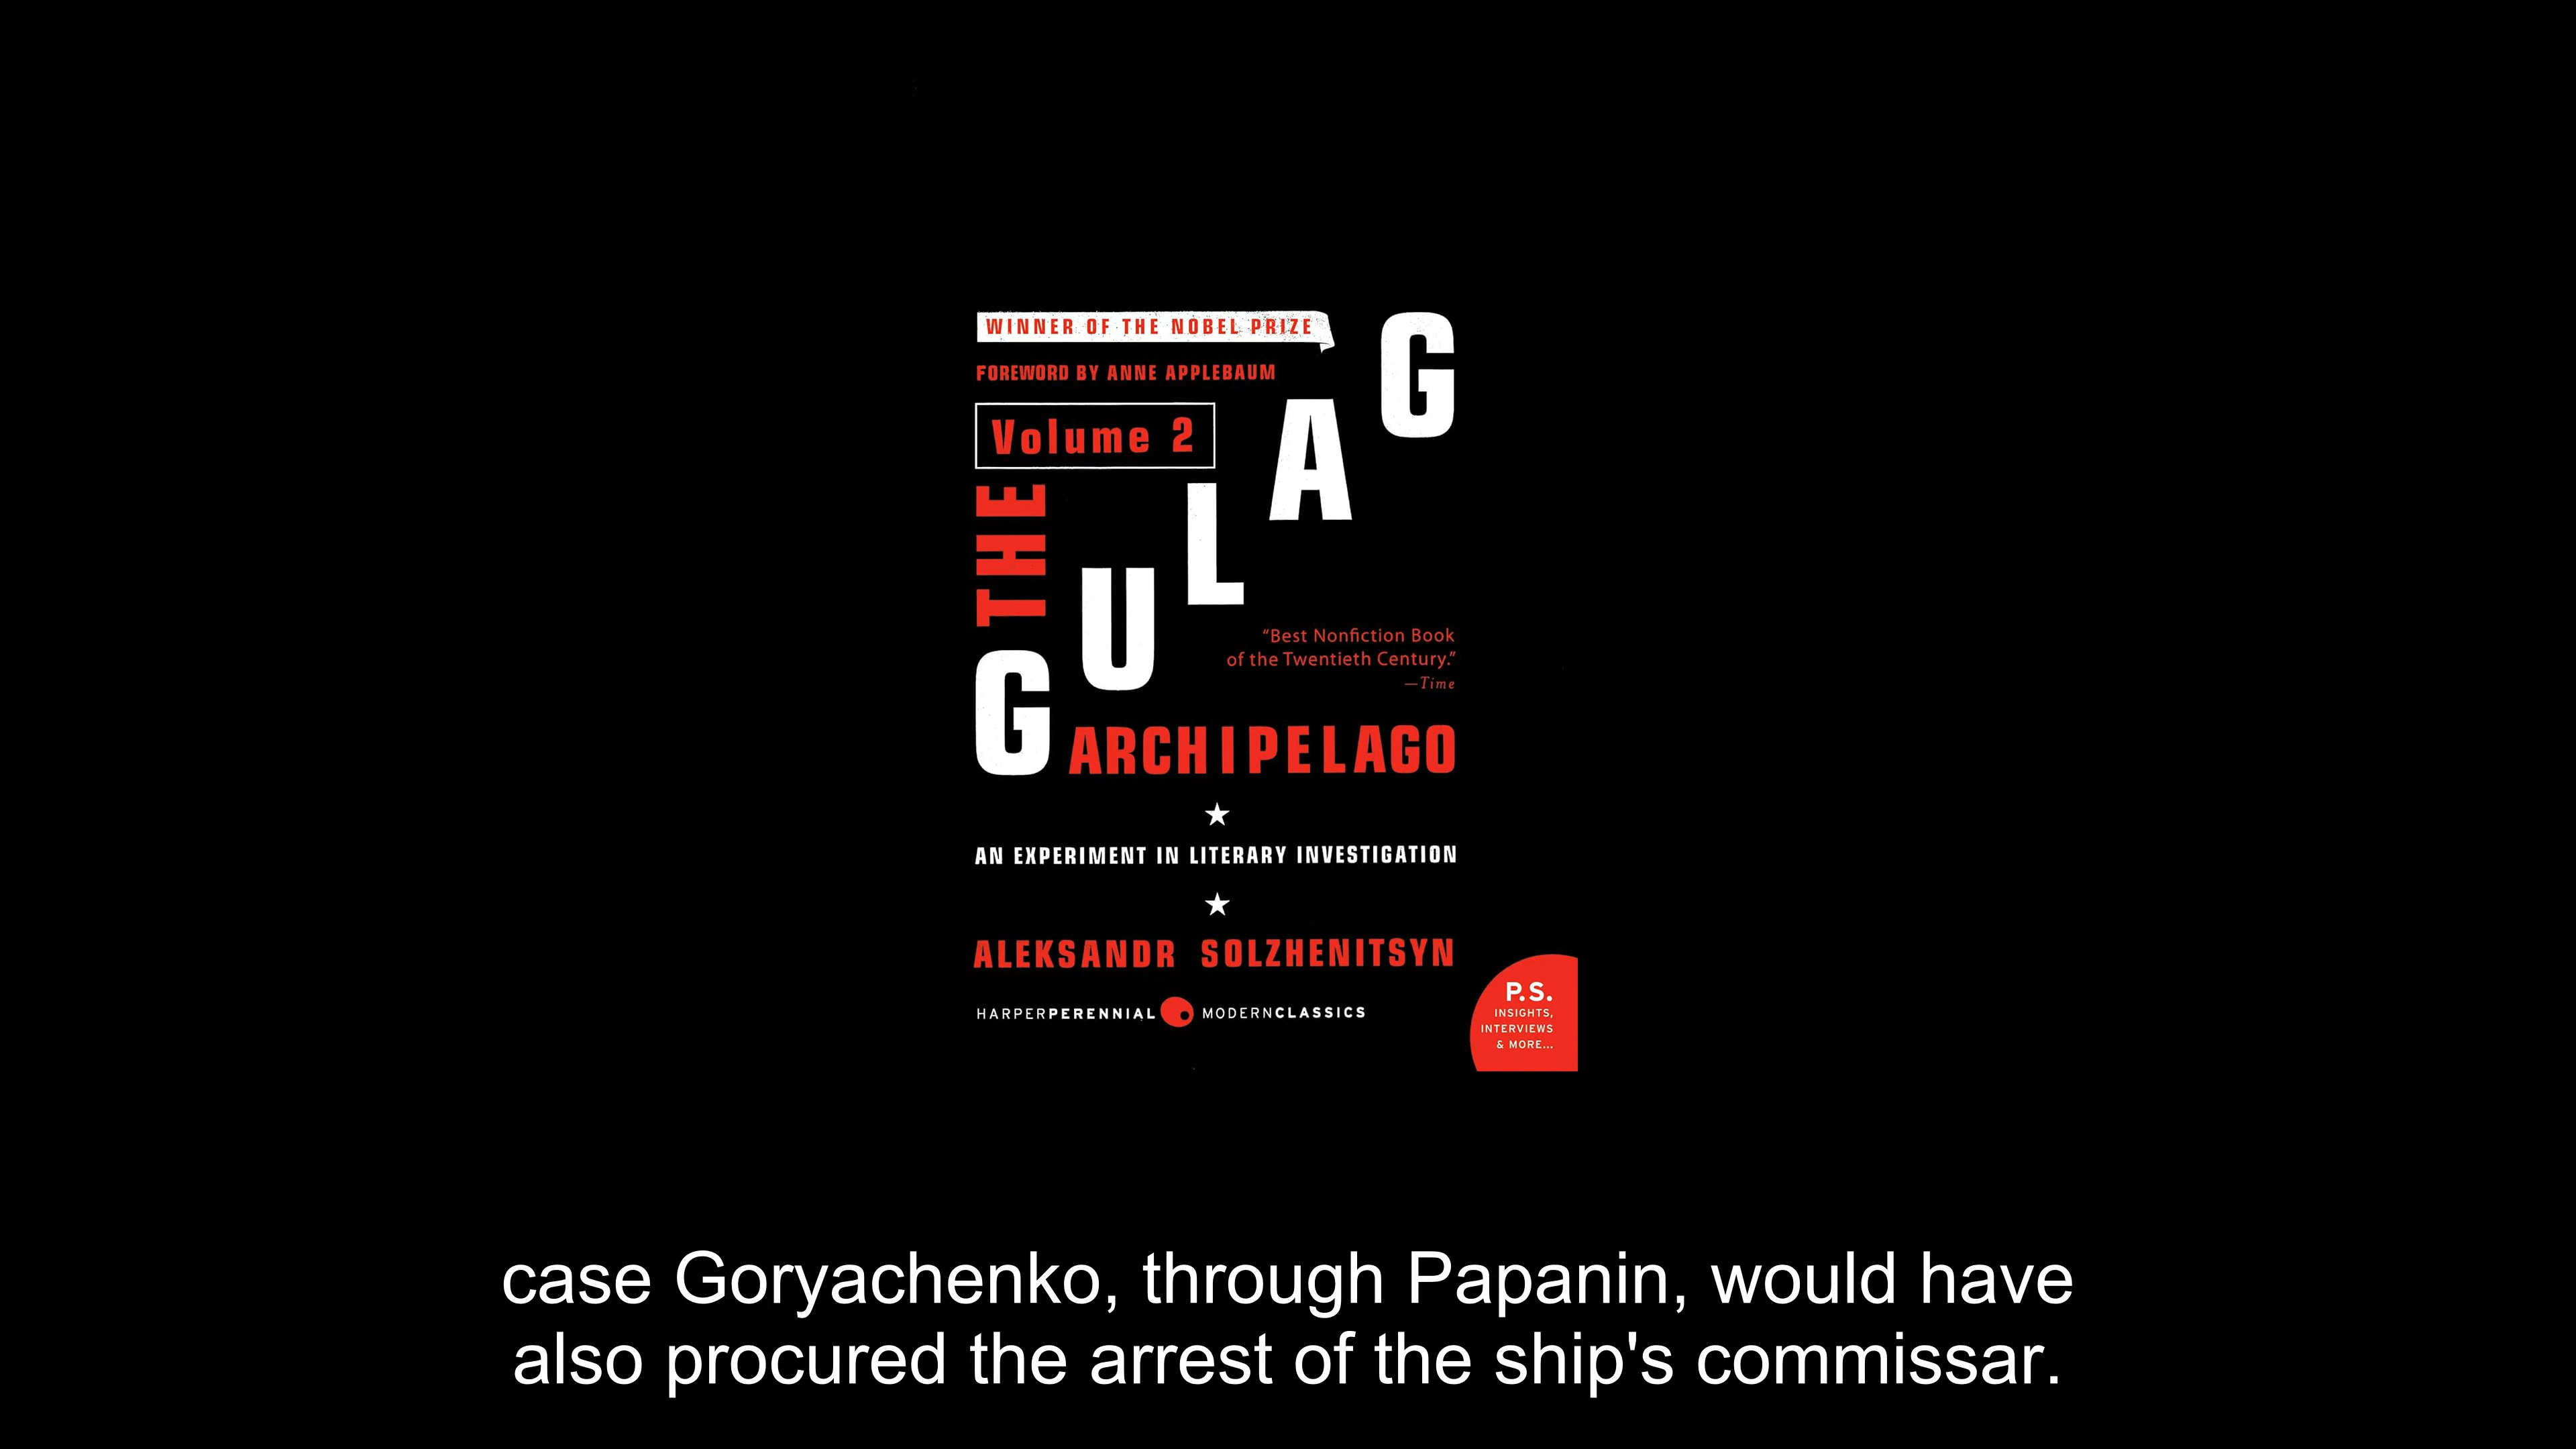 WINNER OF THE NOBEL PRIZE
FOREWORD BY ANNE APPLEBAUM
Volume 2
THE
GULAG
"Best Nonfiction Book
of the Twentieth Century."
—Time
ARCHIPELAGO
AN EXPERIMENT IN LITERARY INVESTIGATION
ALEKSANDR SOLZHENITSYN
HARPERPERENNIAL MODERNCLASSICS
P.S.
INSIGHTS,
INTERVIEWS
& MORE...
case Goryachenko, through Papanin, would have
also procured the arrest of the ship's commissar.